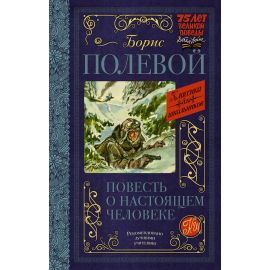 75 ЛЕТ
ВЕЛИКОЙ
ПОБЕДЫ
Борис
ПОЛЕВОЙ
Классика
для
школьников
ПОВЕСТЬ
О НАСТОЯЩЕМ
ЧЕЛОВЕКЕ
Рекомендовано
лучшими
учителями